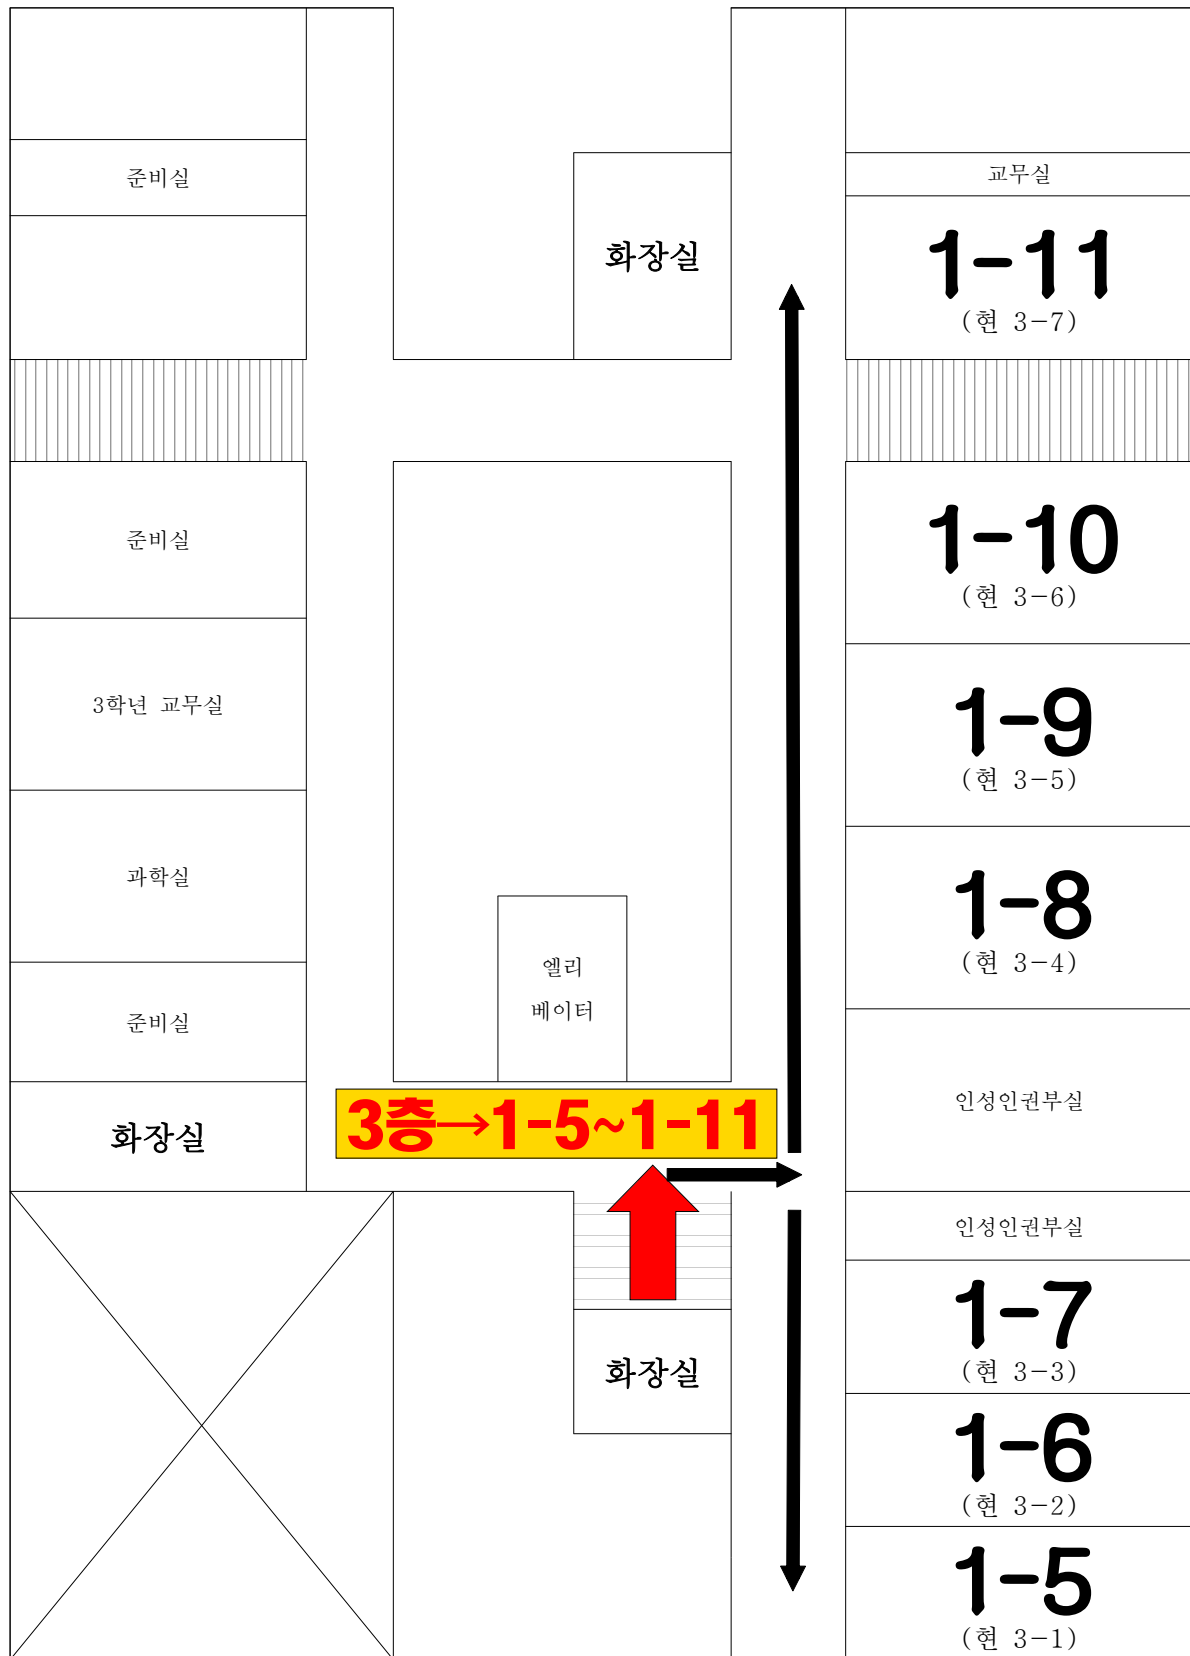 준비실
교무실
화장실
1-11
(현 3-7)
준비실
1-10
(현 3-6)
3학년 교무실
1-9
(현 3-5)
과학실
1-8
(현 3-4)
엘리
베이터
준비실
인성인권부실
3층→1-5~1-11
화장실
인성인권부실
1-7
(현 3-3)
화장실
1-6
(현 3-2)
1-5
(현 3-1)